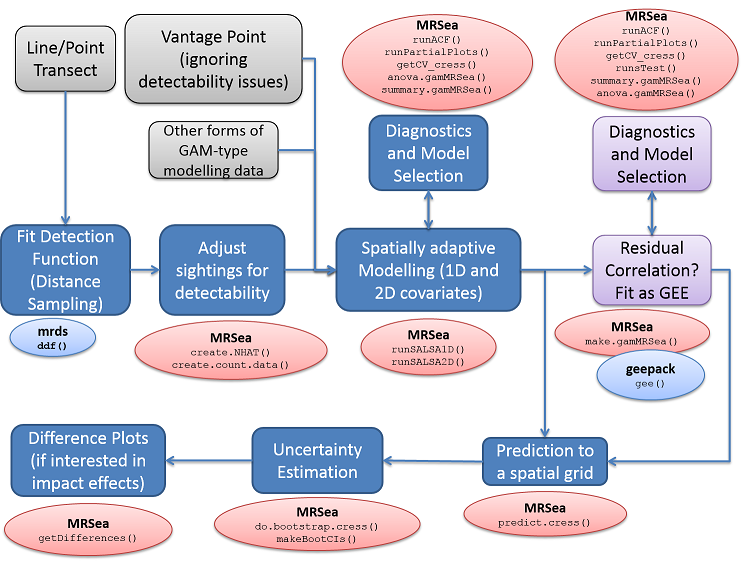 Line/Point
Transect
Vantage Point
(ignoring
detectability issues)
Other forms of
GAM-type
modelling data
MRSea
runACF()
runPartialPlots()
getCV_cress()
anova.gamMRSea()
summary.gamMRSea()
MRSea
runACF()
runPartialPlots()
getCV_cress()
runsTest()
summary.gamMRSea()
anova.gamMRSea()
Diagnostics
and Model
Selection
Diagnostics
and Model
Selection
Fit Detection
Function
(Distance
Sampling)
Adjust
sightings for
detectability
Spatially adaptive
Modelling (1D and
2D covariates)
Residual
Correlation?
Fit as GEE
mrds
ddf()
MRSea
create.NHAT()
create.count.data()
MRSea
runSALSA1D()
runSALSA2D()
MRSea
make.gamMRSea()
geepack
gee()
Difference Plots
(if interested in
impact effects)
Uncertainty
Estimation
Prediction to
a spatial grid
MRSea
getDifferences()
MRSea
do.bootstrap.cress()
makeBootCIs()
MRSea
predict.cress()